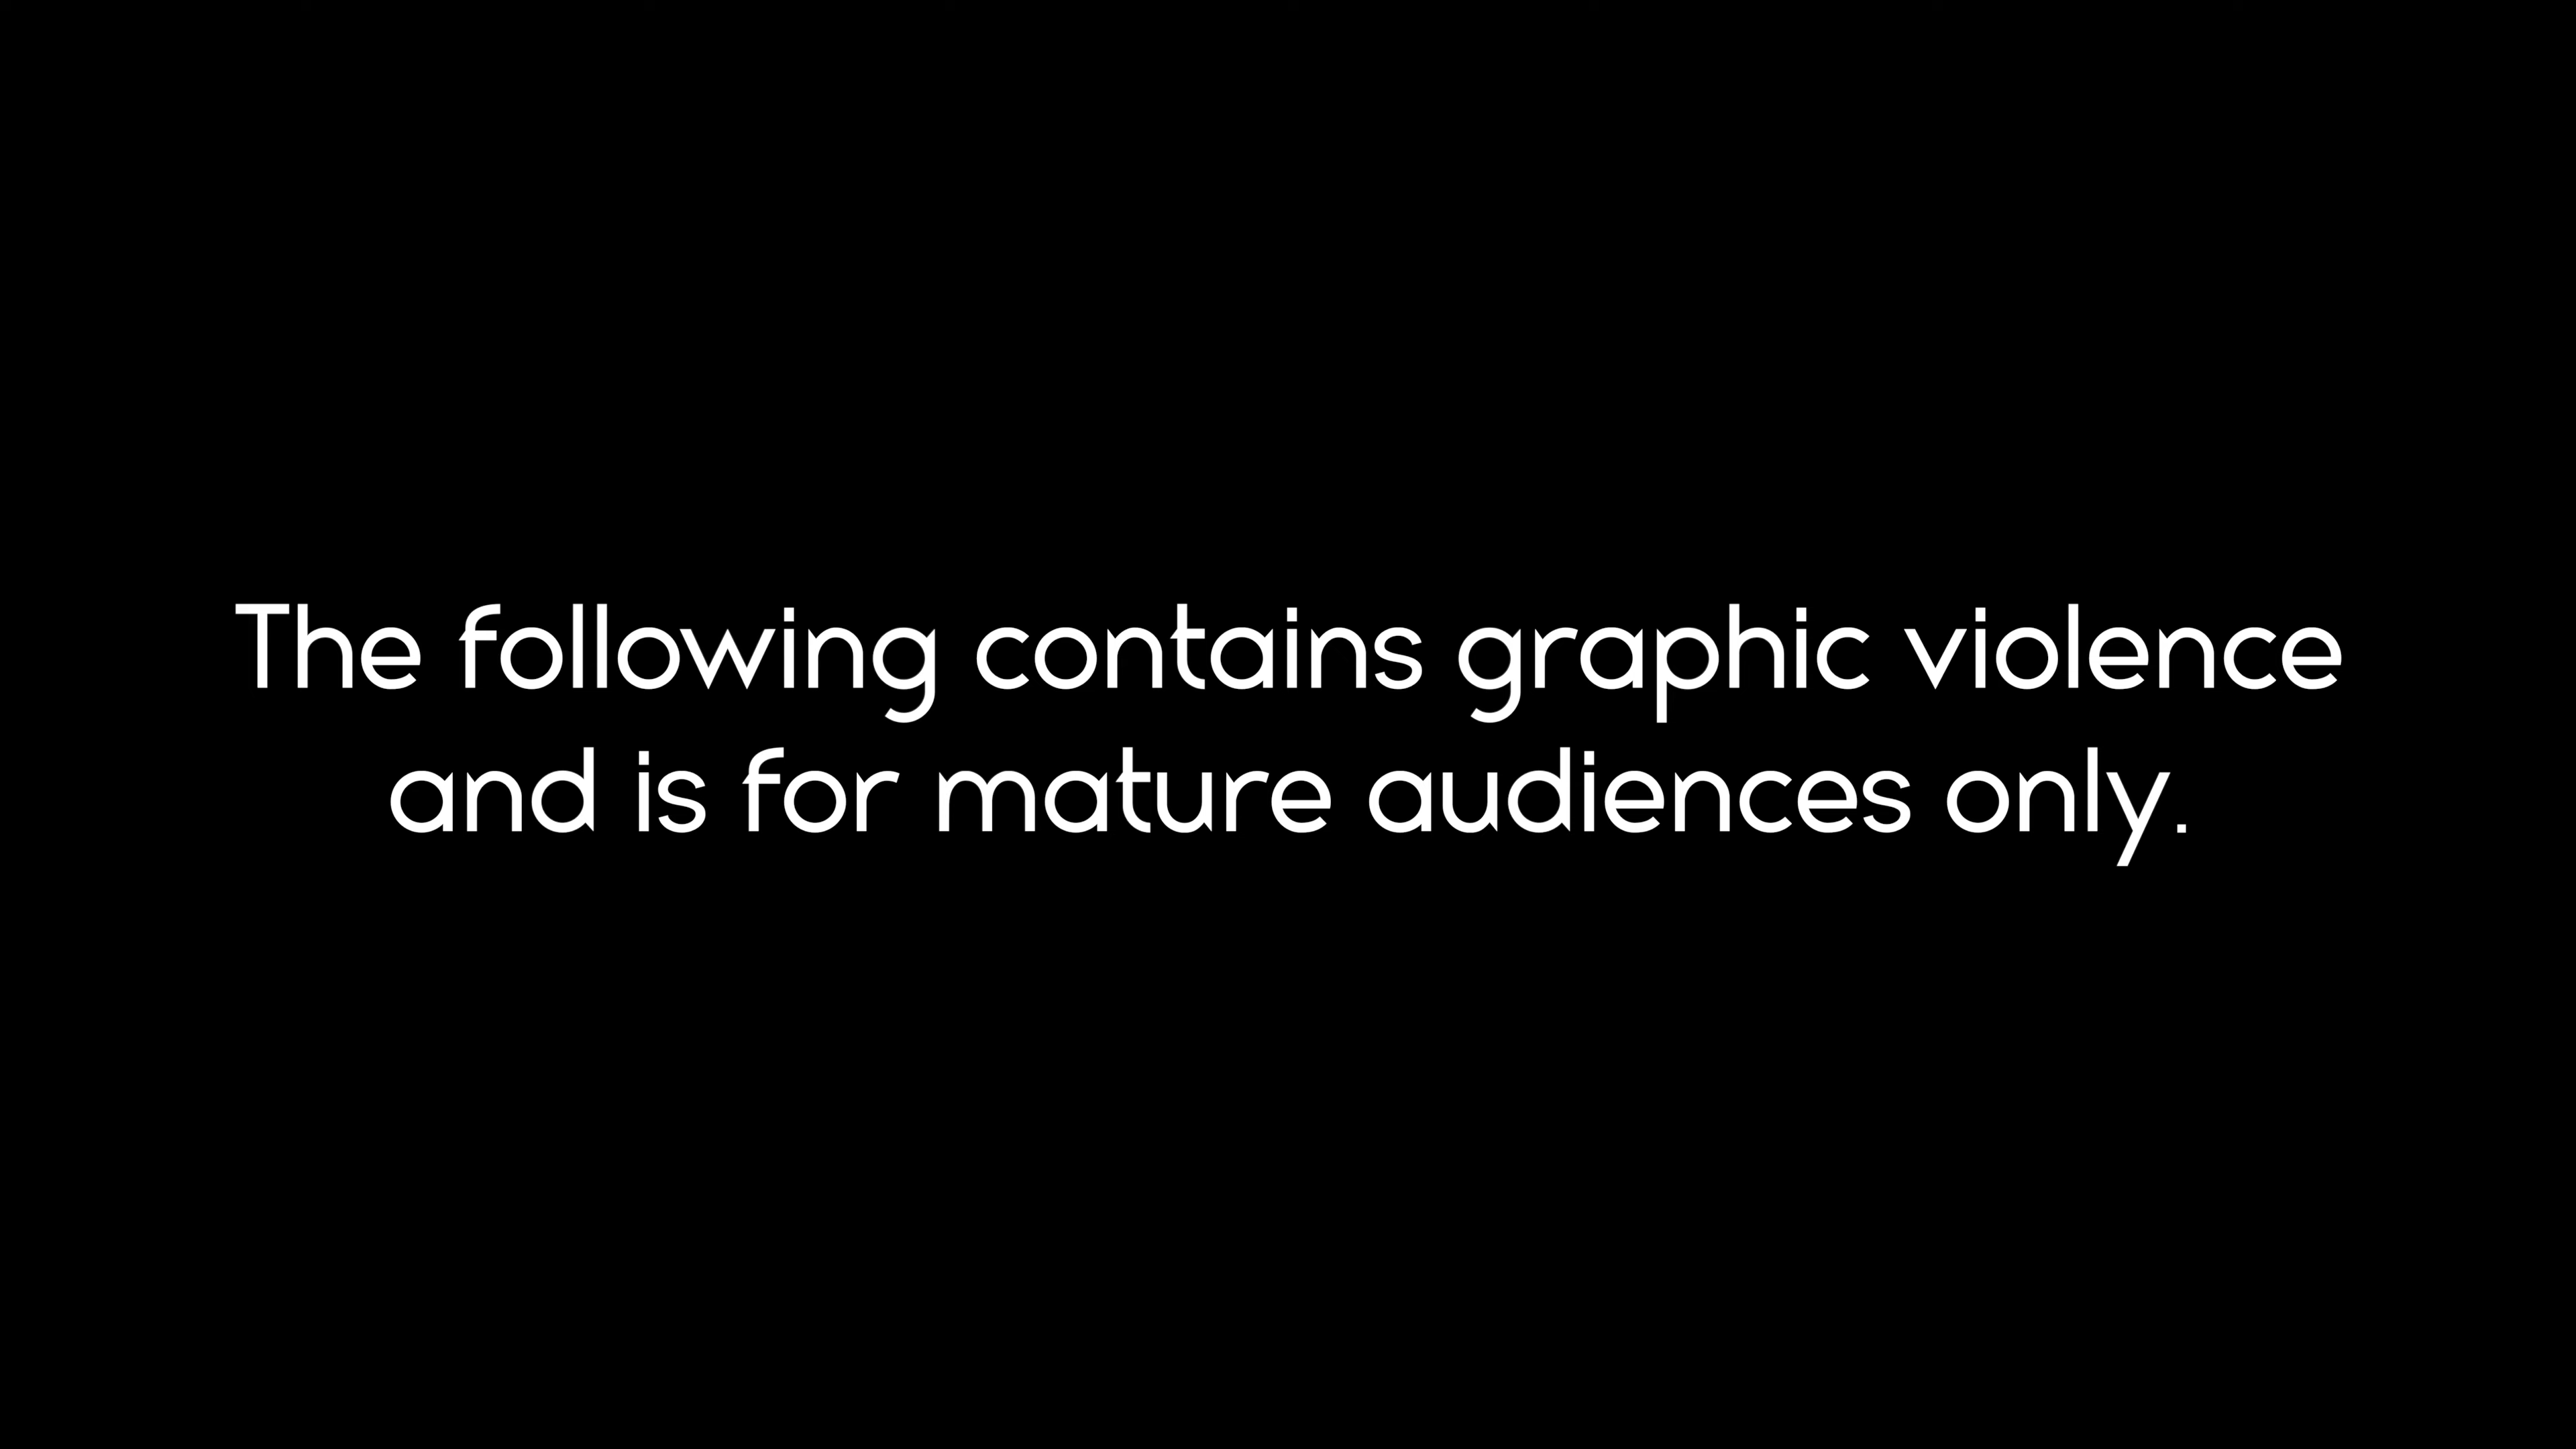 The following contains graphic violence
and is for mature audiences only.